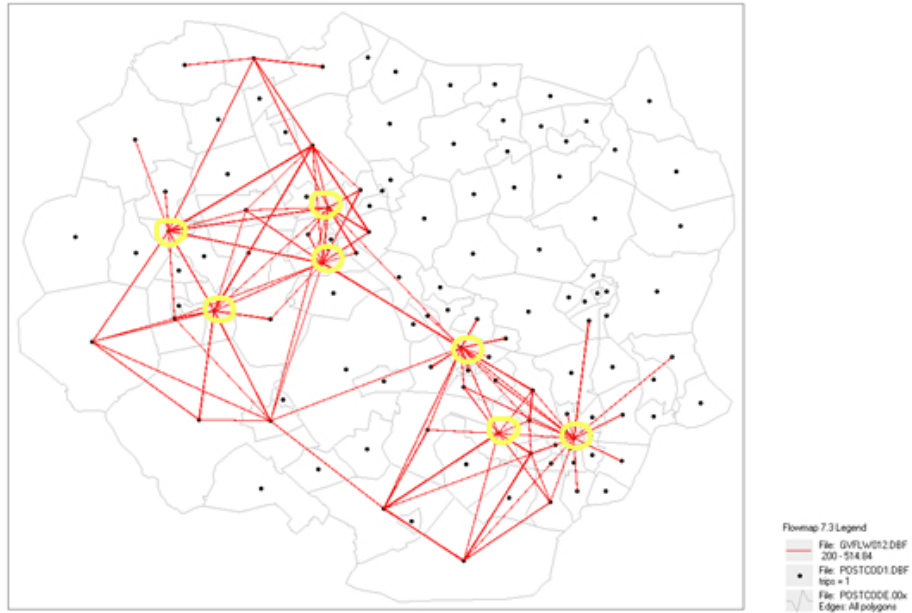 Flowmap 7.3 Legend
File: GVFLW012.DBF
200 - 514.84
File: POSTCOD1.DBF
trips = 1
File: POSTCODE.00x
Edges: All polygons